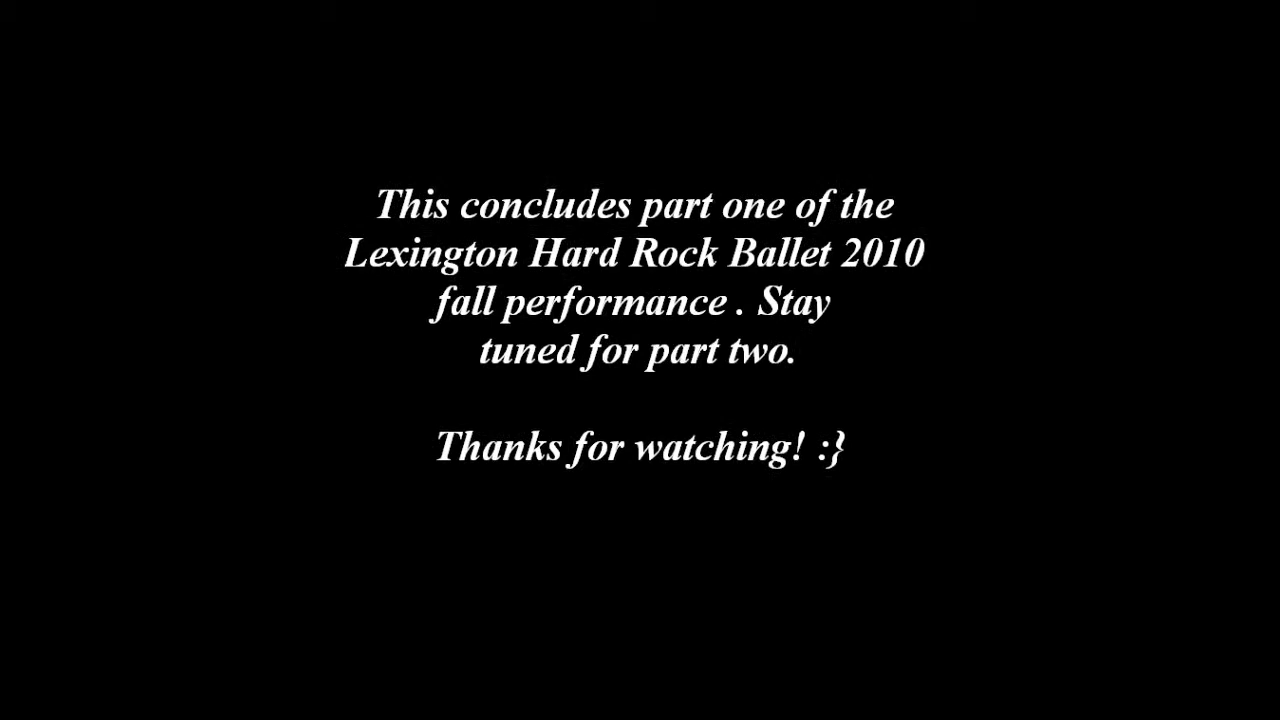 This concludes part one of the
Lexington Hard Rock Ballet 2010
fall performance . Stay
tuned for part two.
Thanks for watching! :}